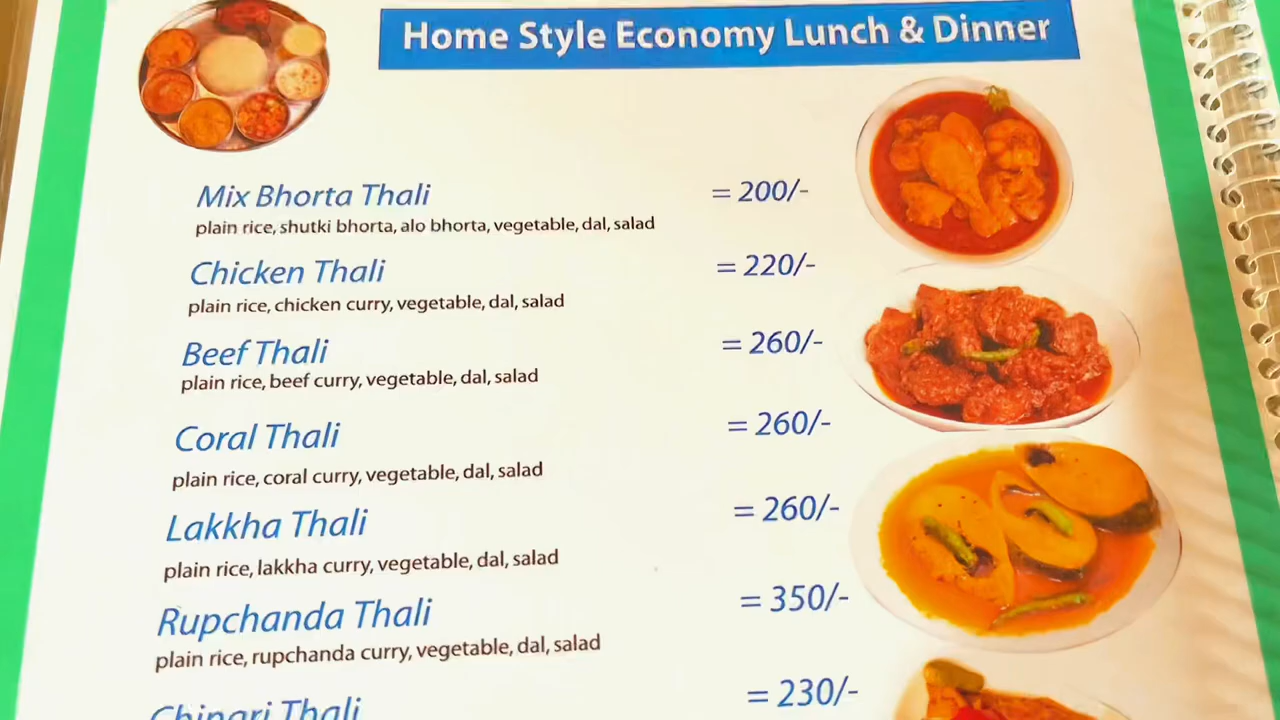 Home Style Economy Lunch & Dinner
Mix Bhorta Thali = 200/-
plain rice, shutki bhorta, alo bhorta, vegetable, dal, salad
Chicken Thali = 220/-
plain rice, chicken curry, vegetable, dal, salad
Beef Thali = 260/-
plain rice, beef curry, vegetable, dal, salad
Coral Thali = 260/-
plain rice, coral curry, vegetable, dal, salad
Lakkha Thali = 260/-
plain rice, lakkha curry, vegetable, dal, salad
Rupchanda Thali = 350/-
plain rice, rupchanda curry, vegetable, dal, salad
Chingri Thali = 230/-